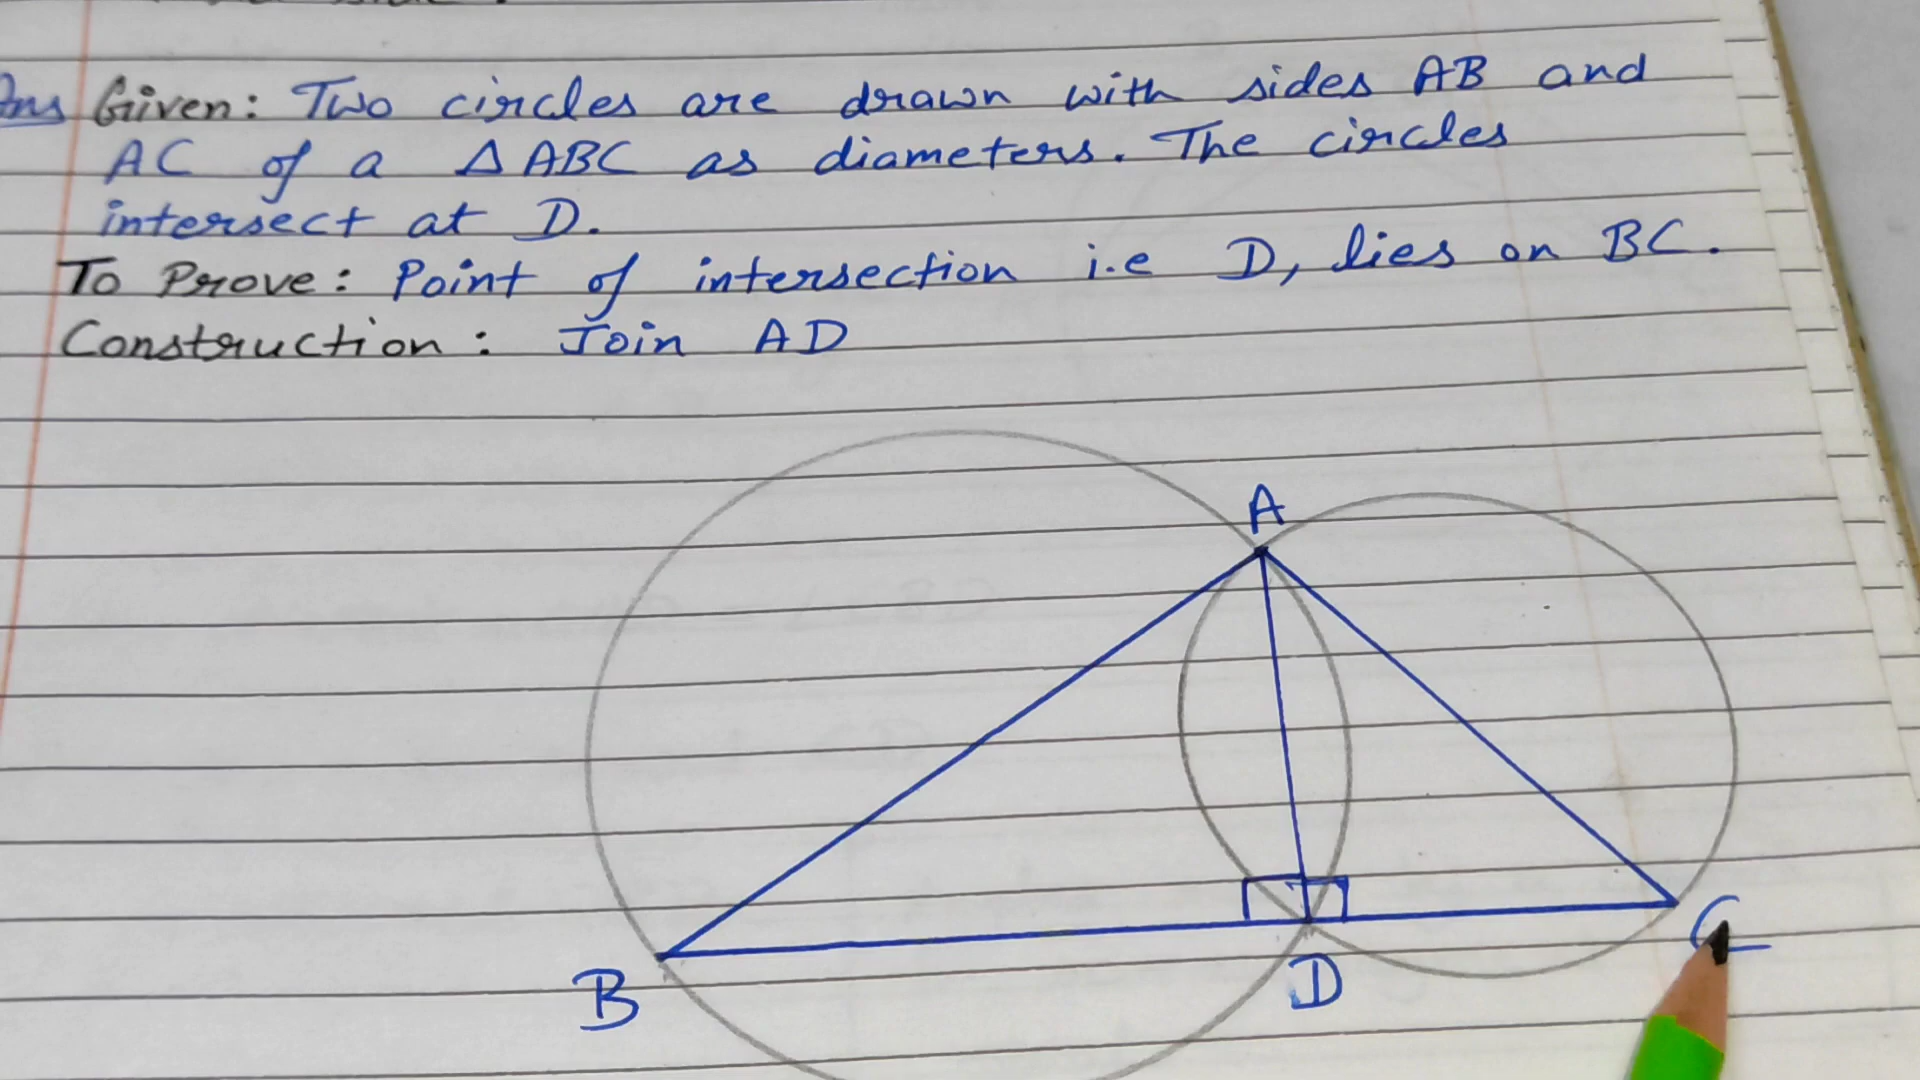 Ans Given: Two circles are drawn with sides AB and
AC of a △ABC as diameters. The circles
intersect at D.
To Prove: Point of intersection i.e D, lies on BC.
Construction: Join AD
A
B
D
C